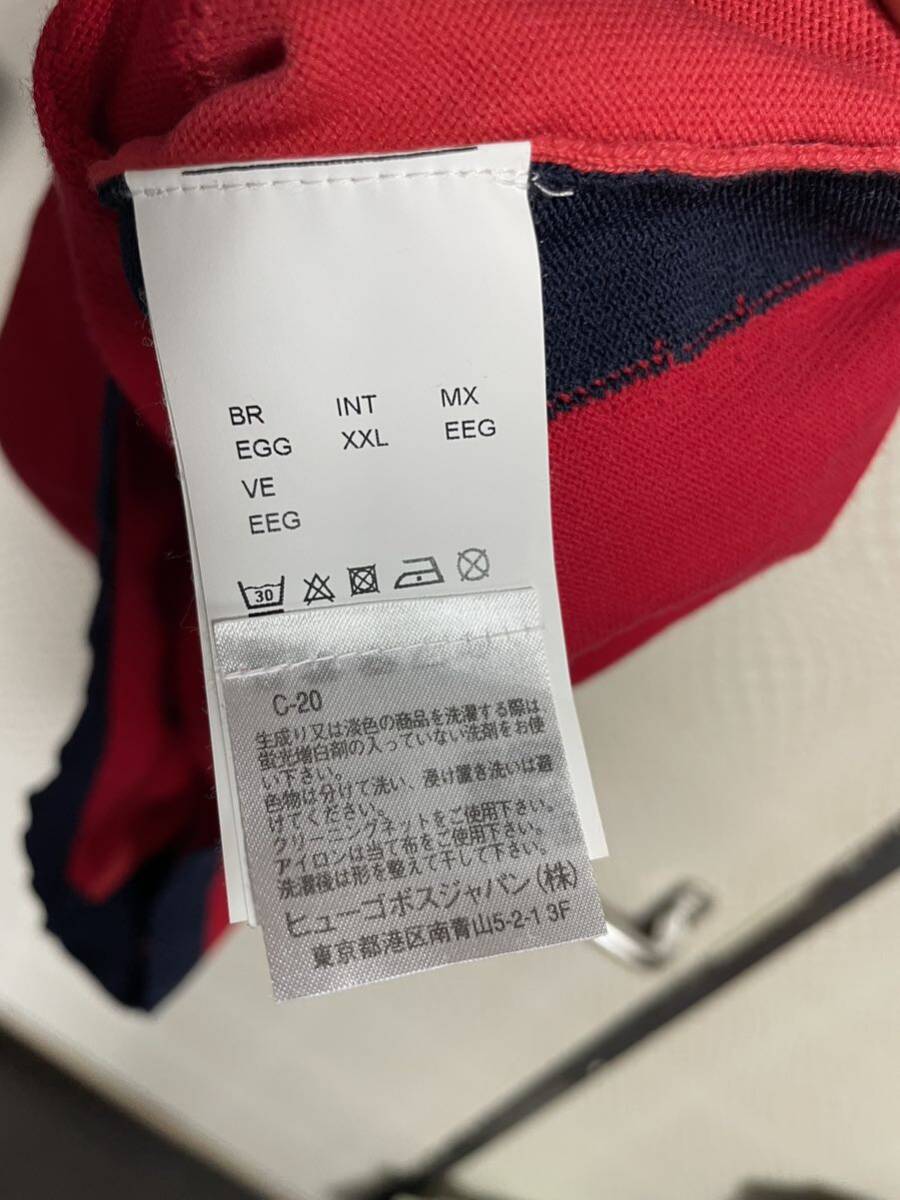 BR INT MX
EGG XXL EEG
VE
EEG
30
C-20
生成り又は淡色の商品を洗濯する際は
蛍光増白剤の入っていない洗剤をお使
い下さい。
色物は分けて洗い、浸け置き洗いは避
けてください。
クリーニングネットをご使用下さい。
アイロンは当て布をご使用下さい。
洗濯後は形を整えて干して下さい。
ヒューゴボスジャパン(株)
東京都港区南青山5-2-1 3F